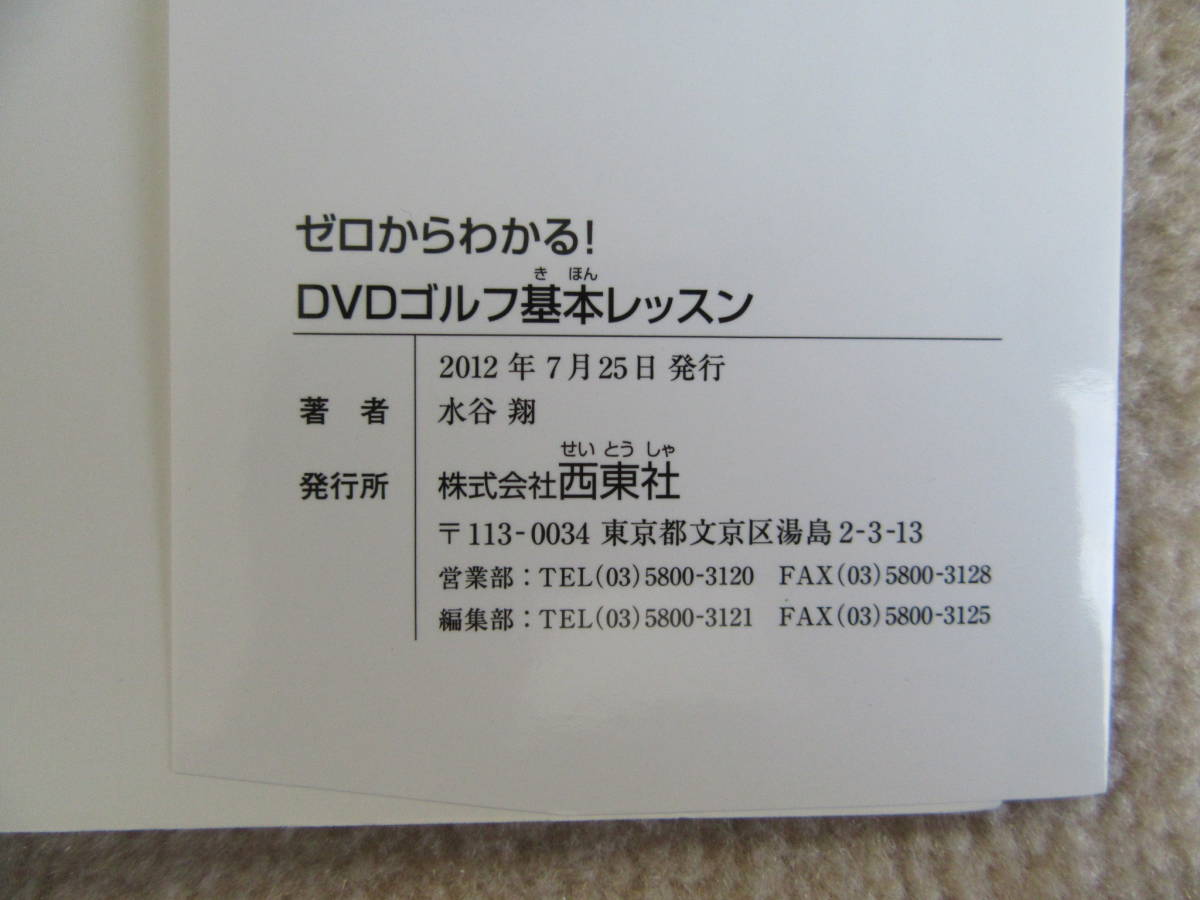 ゼロからわかる!
き ほん
DVDゴルフ基本レッスン
2012 年 7月25日 発行
著 者 水谷 翔
せい とう しゃ
発行所 株式会社西東社
〒113-0034 東京都文京区湯島2-3-13
営業部:TEL(03)5800-3120 FAX(03)5800-3128
編集部:TEL(03)5800-3121 FAX(03)5800-3125